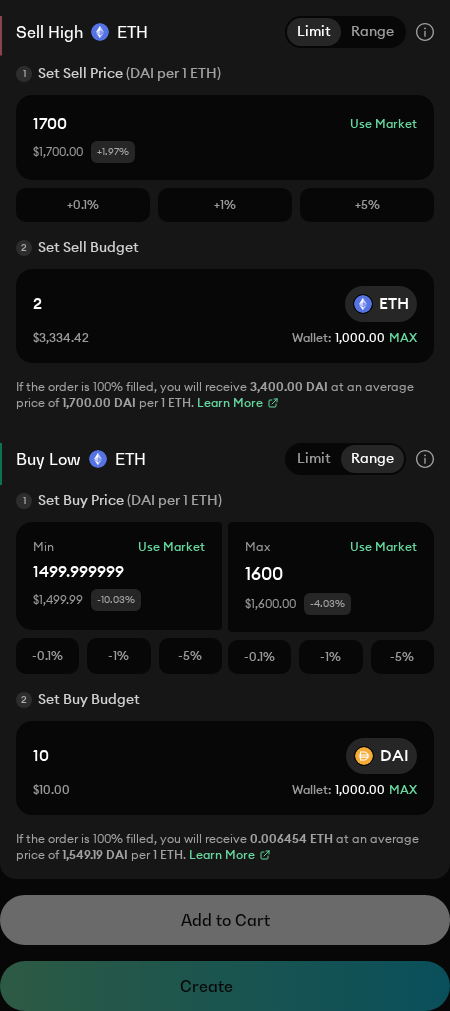 Sell High ETH Limit Range
1 Set Sell Price (DAI per 1 ETH)
1700 Use Market
$1,700.00 +1.97%
+0.1% +1% +5%
2 Set Sell Budget
2 ETH
$3,334.42 Wallet: 1,000.00 MAX
If the order is 100% filled, you will receive 3,400.00 DAI at an average
price of 1,700.00 DAI per 1 ETH. Learn More
Buy Low ETH Limit Range
1 Set Buy Price (DAI per 1 ETH)
Min Use Market Max Use Market
1499.999999 1600
$1,499.99 -10.03% $1,600.00 -4.03%
-0.1% -1% -5% -0.1% -1% -5%
2 Set Buy Budget
10 DAI
$10.00 Wallet: 1,000.00 MAX
If the order is 100% filled, you will receive 0.006454 ETH at an average
price of 1,549.19 DAI per 1 ETH. Learn More
Add to Cart
Create